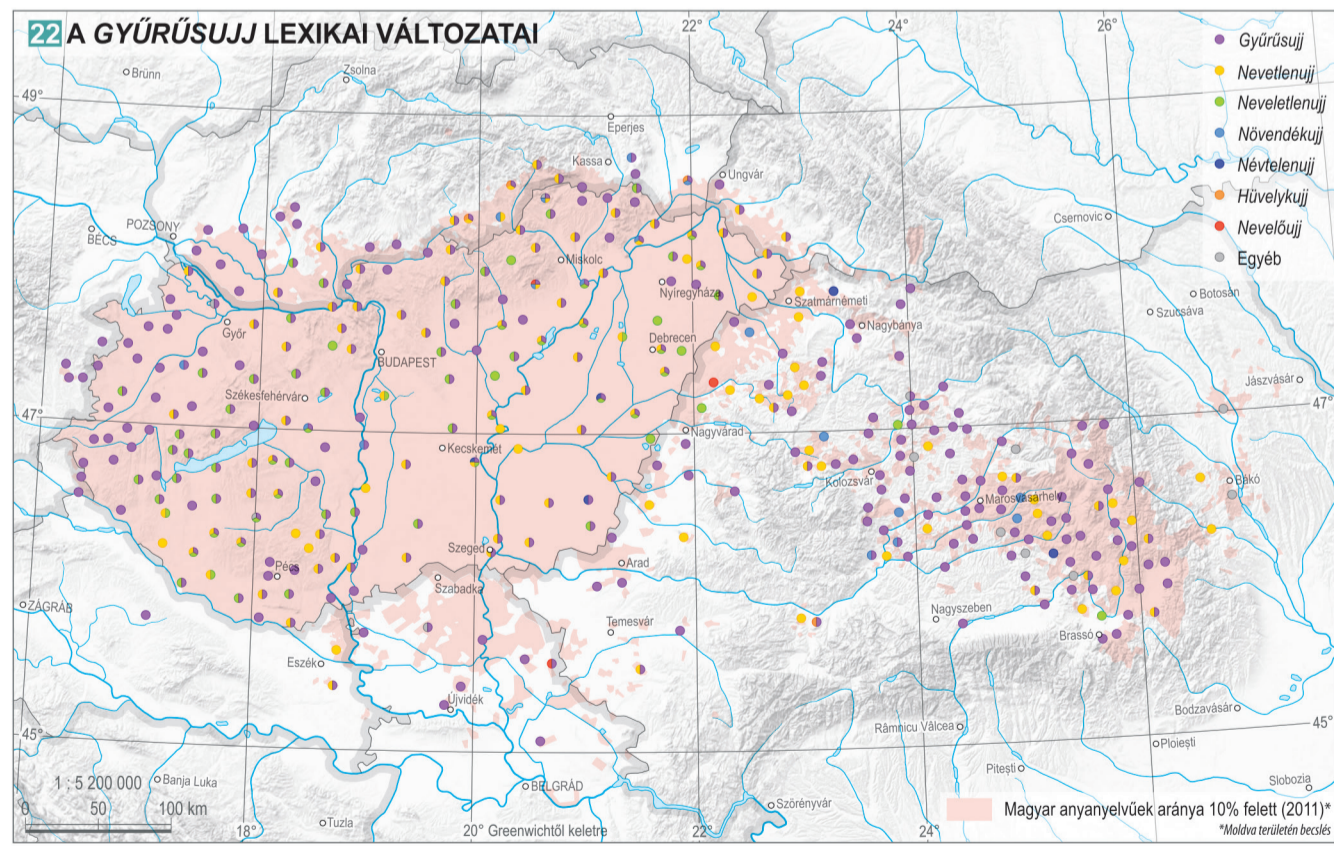 22 A GYŰRŰSUJJ LEXIKAI VÁLTOZATAI
22°
24°
26°
Gyűrűsujj
Nevetlenujj
Neveletlenujj
Növendékujj
Névtelenujj
Hüvelykujj
Nevelőujj
Egyéb
Brünn
Zsolna
49°
49°
Eperjes
Kassa
Ungvár
Csernovic
BÉCS
POZSONY
Miskolc
Nyíregyháza
Szatmárnémeti
Nagybánya
Botosán
Szucsáva
Győr
BUDAPEST
Debrecen
Jászvásár
Székesfehérvár
47°
47°
Kecskemét
Nagyvárad
Kolozsvár
Marosvásárhely
Bákó
Szeged
Pécs
Arad
Szabadka
ZÁGRÁB
Temesvár
Nagyszeben
Brassó
Eszék
Újvidék
Râmnicu Vâlcea
Bodzavásár
45°
45°
Ploiești
Pitești
Slobozia
1 : 5 200 000
Banja Luka
BELGRÁD
0 50 100 km
Szörényvár
Tuzla
18°
20° Greenwichtől keletre
22°
24°
Magyar anyanyelvűek aránya 10% felett (2011)*
*Moldva területén becslés